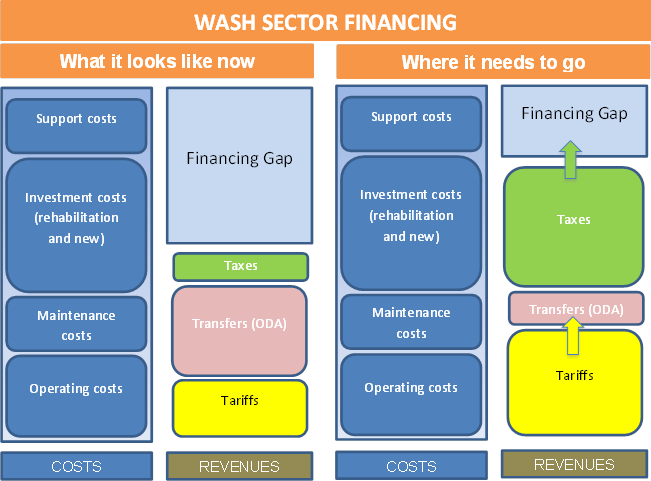 WASH SECTOR FINANCING
What it looks like now
Support costs
Investment costs
(rehabilitation
and new)
Maintenance
costs
Operating costs
COSTS
Financing Gap
Taxes
Transfers (ODA)
Tariffs
REVENUES
Where it needs to go
Support costs
Investment costs
(rehabilitation
and new)
Maintenance
costs
Operating costs
COSTS
Financing Gap
Taxes
Transfers (ODA)
Tariffs
REVENUES